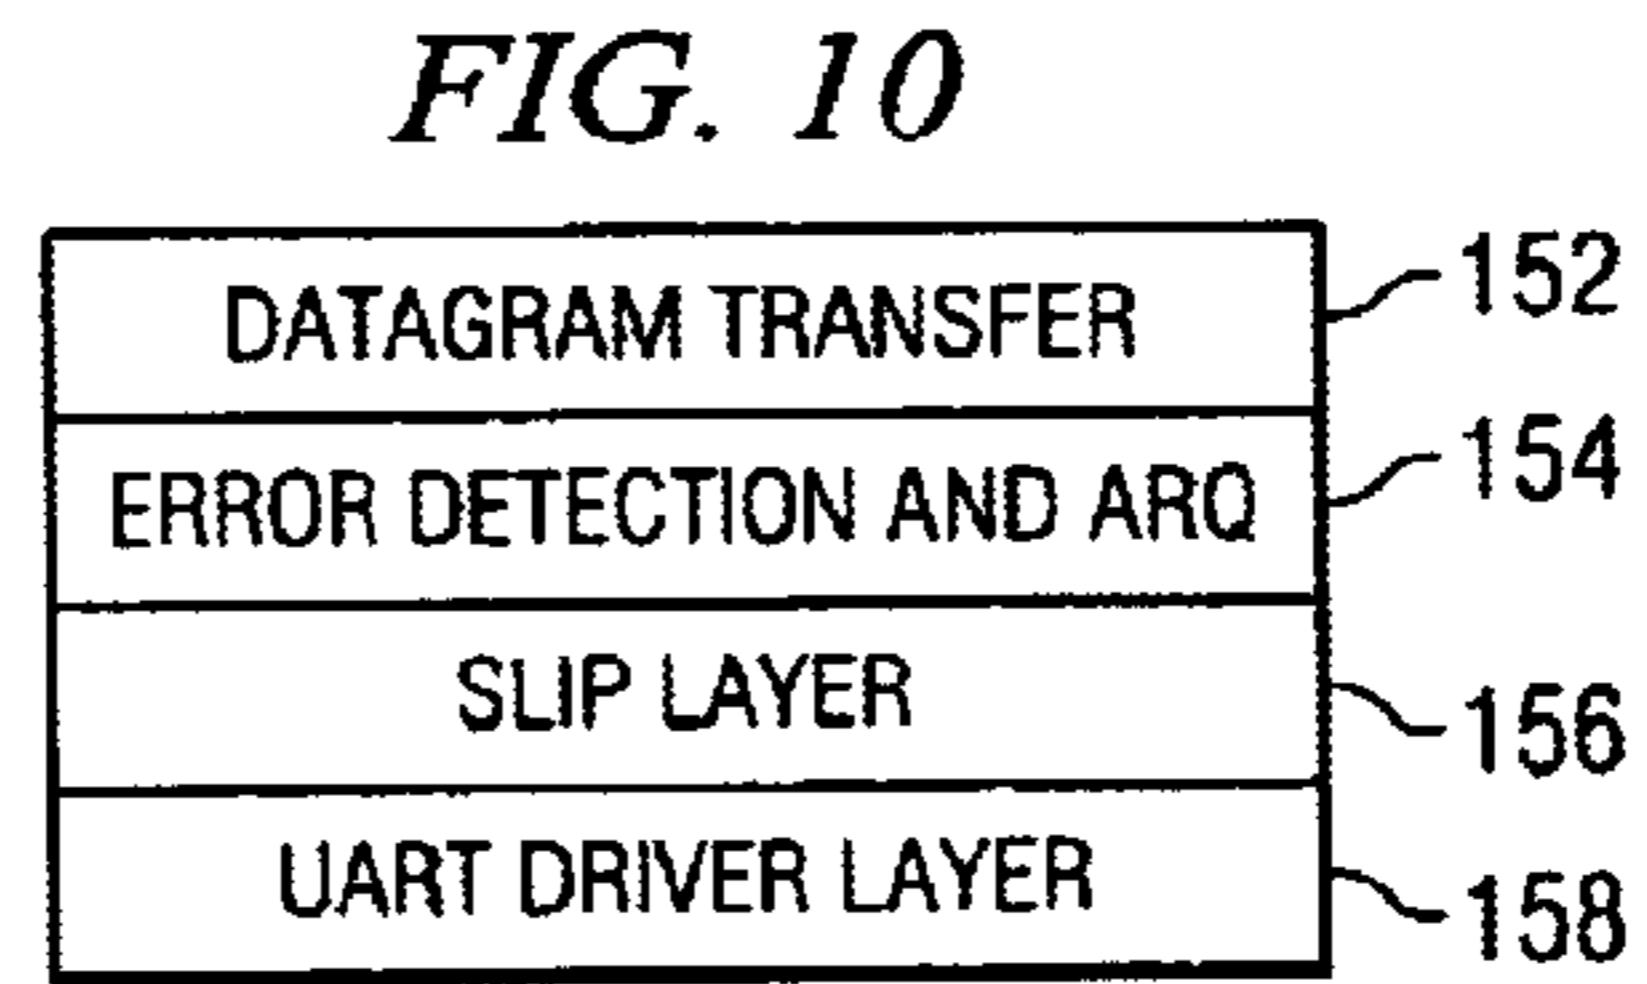 FIG. 10
DATAGRAM TRANSFER 152
ERROR DETECTION AND ARQ 154
SLIP LAYER 156
UART DRIVER LAYER 158